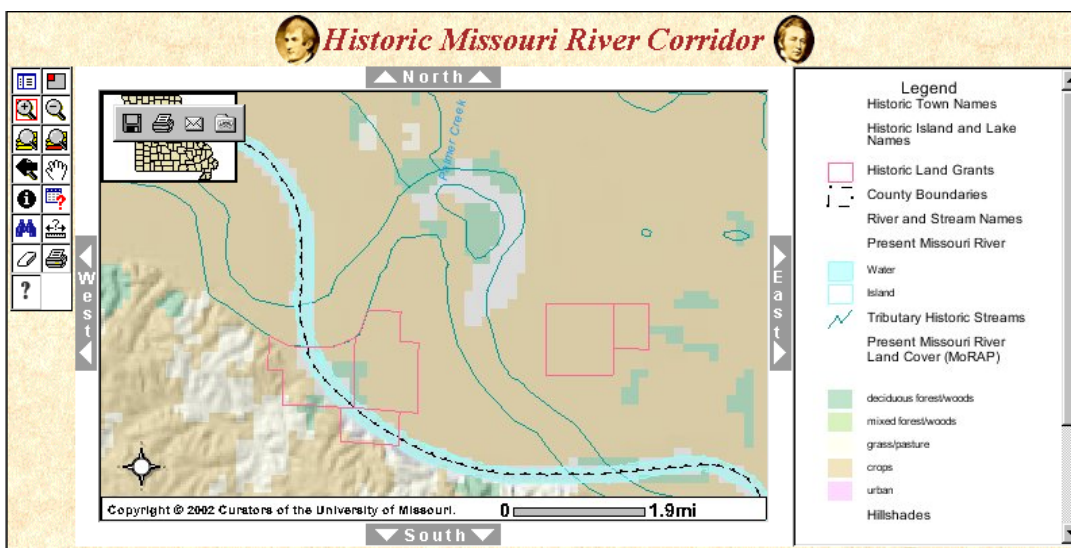 Historic Missouri River Corridor
North
Legend
Historic Town Names
Historic Island and Lake
Names
Historic Land Grants
County Boundaries
River and Stream Names
Present Missouri River
Water
Island
Tributary Historic Streams
Present Missouri River
Land Cover (MoRAP)
deciduous forest/woods
mixed forest/woods
grass/pasture
crops
urban
Hillshades
Palmer Creek
West
East
?
Copyright © 2002 Curators of the University of Missouri.
0 1.9mi
South